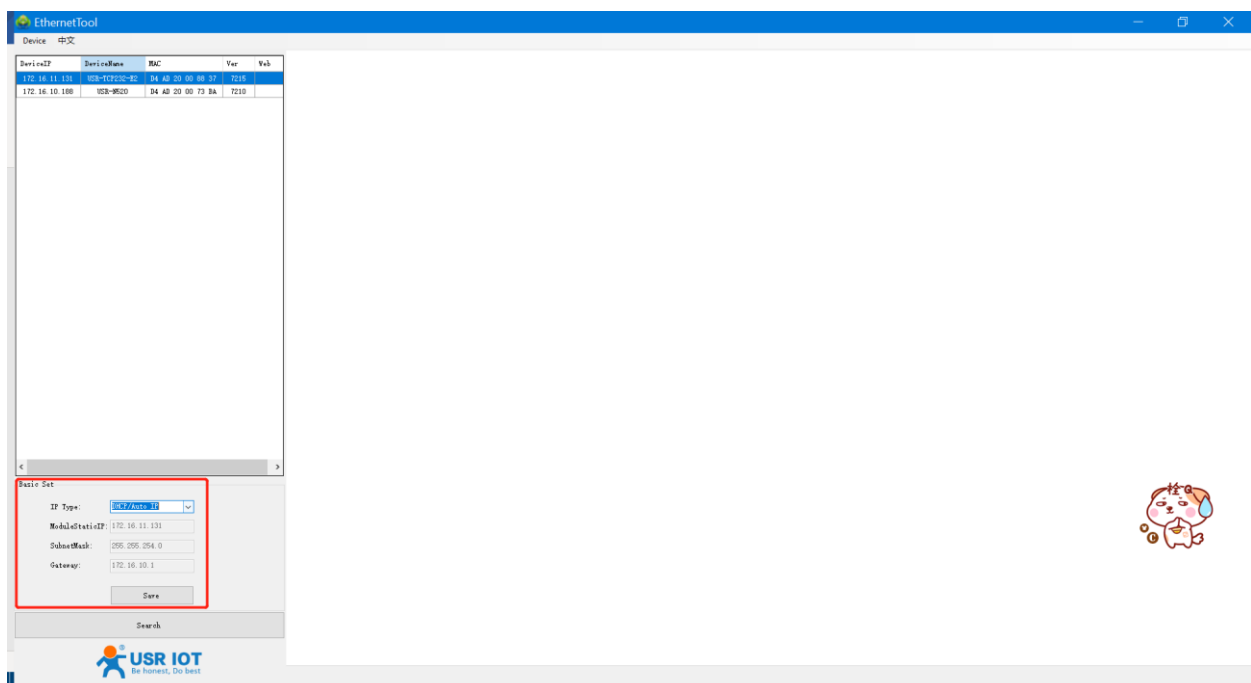 EthernetTool
Device 中文
DeviceIP DeviceName MAC Ver Web
172.16.11.131 USR-TCP232-E2 D4 AD 20 00 88 37 7215
172.16.10.188 USR-N520 D4 AD 20 00 73 BA 7210
Basic Set
IP Type: DHCP/Auto IP
ModuleStaticIP: 172.16.11.131
SubnetMask: 255.255.254.0
Gateway: 172.16.10.1
Save
Search
USR IOT
Be honest, Do best
栓Q